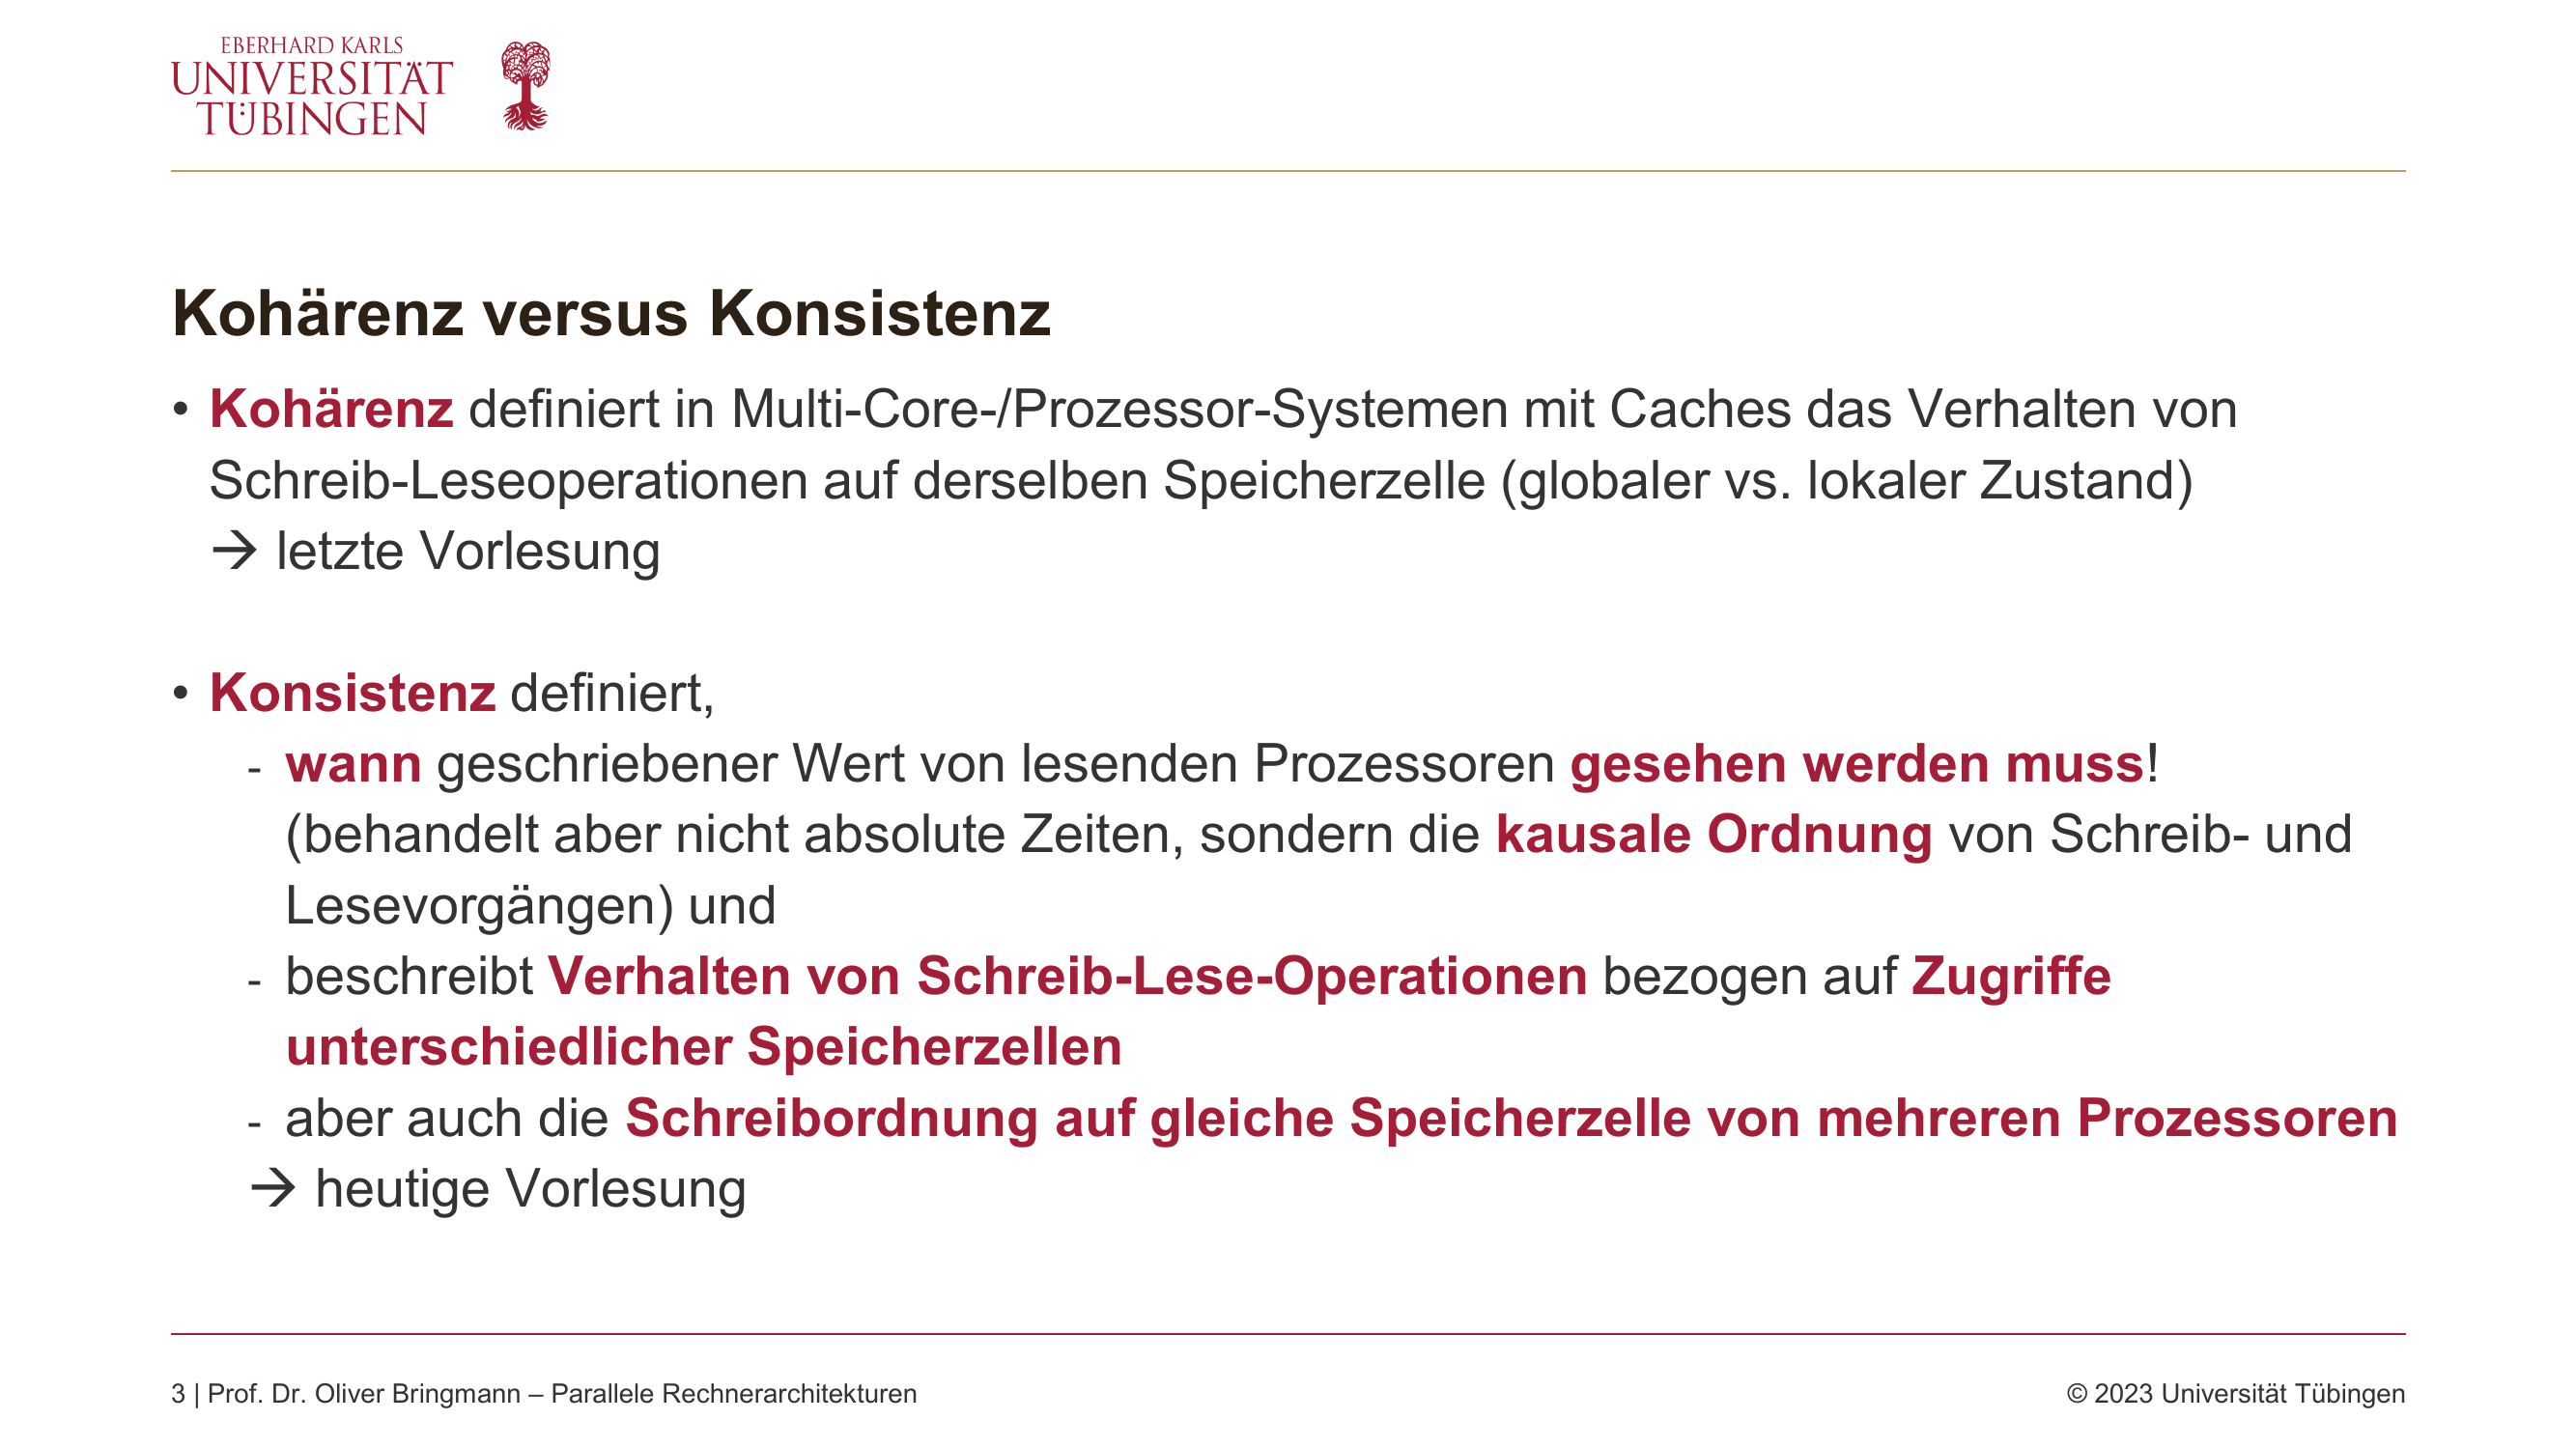 EBERHARD KARLS
UNIVERSITÄT
TÜBINGEN
Kohärenz versus Konsistenz
• Kohärenz definiert in Multi-Core-/Prozessor-Systemen mit Caches das Verhalten von
Schreib-Leseoperationen auf derselben Speicherzelle (globaler vs. lokaler Zustand)
→ letzte Vorlesung
• Konsistenz definiert,
- wann geschriebener Wert von lesenden Prozessoren gesehen werden muss!
(behandelt aber nicht absolute Zeiten, sondern die kausale Ordnung von Schreib- und
Lesevorgängen) und
- beschreibt Verhalten von Schreib-Lese-Operationen bezogen auf Zugriffe
unterschiedlicher Speicherzellen
- aber auch die Schreibordnung auf gleiche Speicherzelle von mehreren Prozessoren
→ heutige Vorlesung
3 | Prof. Dr. Oliver Bringmann – Parallele Rechnerarchitekturen
© 2023 Universität Tübingen